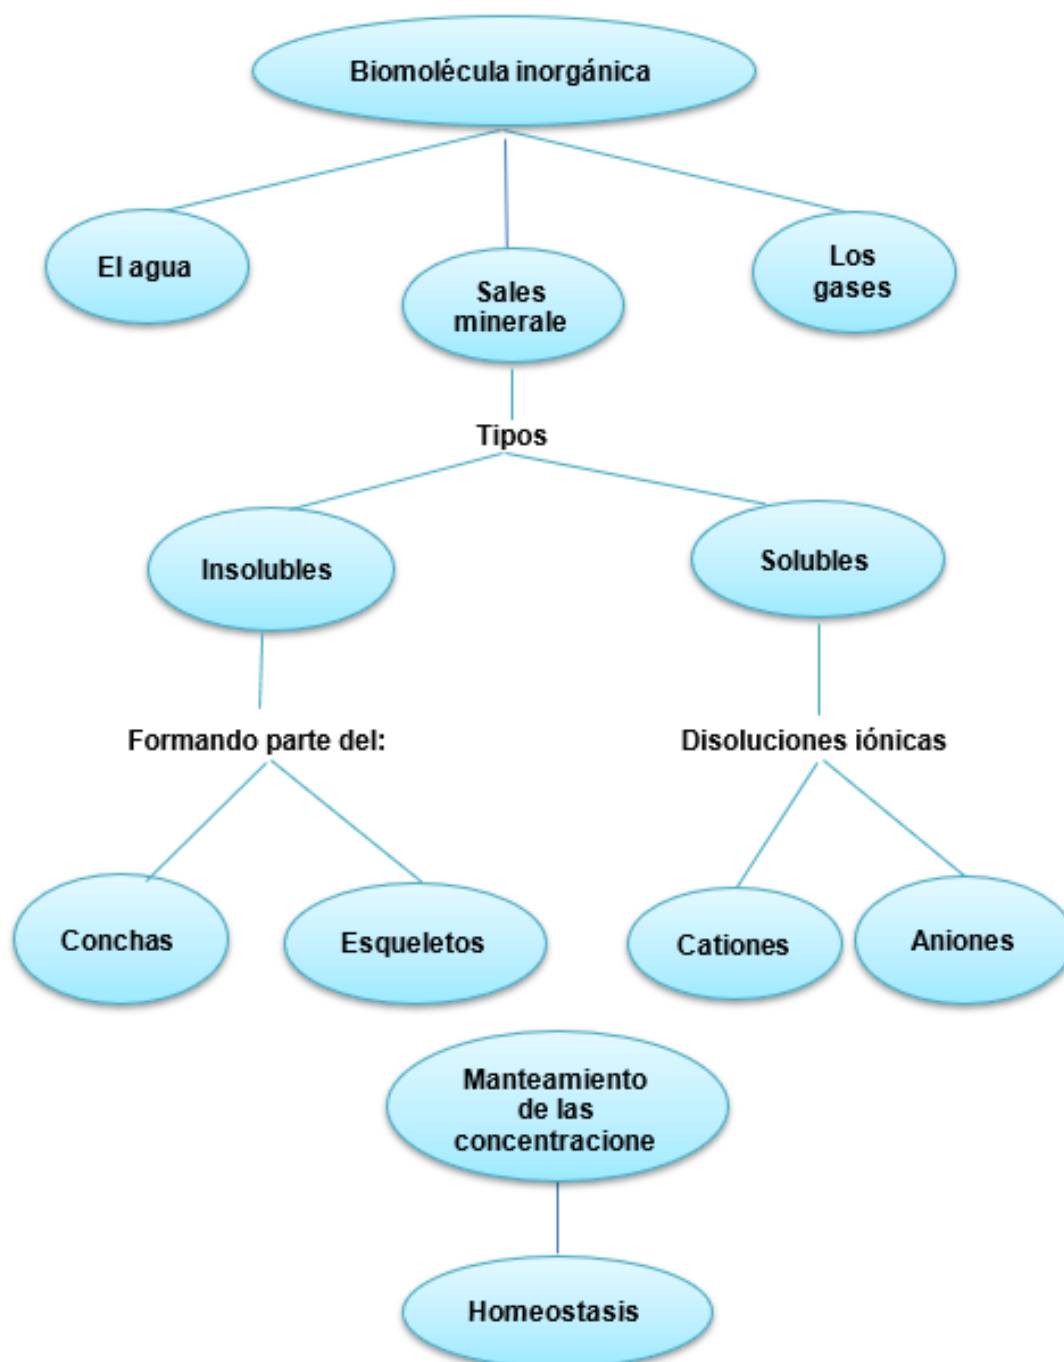 Biomolécula inorgánica
El agua
Sales
minerale
Los
gases
Tipos
Insolubles
Solubles
Formando parte del:
Disoluciones iónicas
Conchas
Esqueletos
Cationes
Aniones
Manteamiento
de las
concentracione
Homeostasis